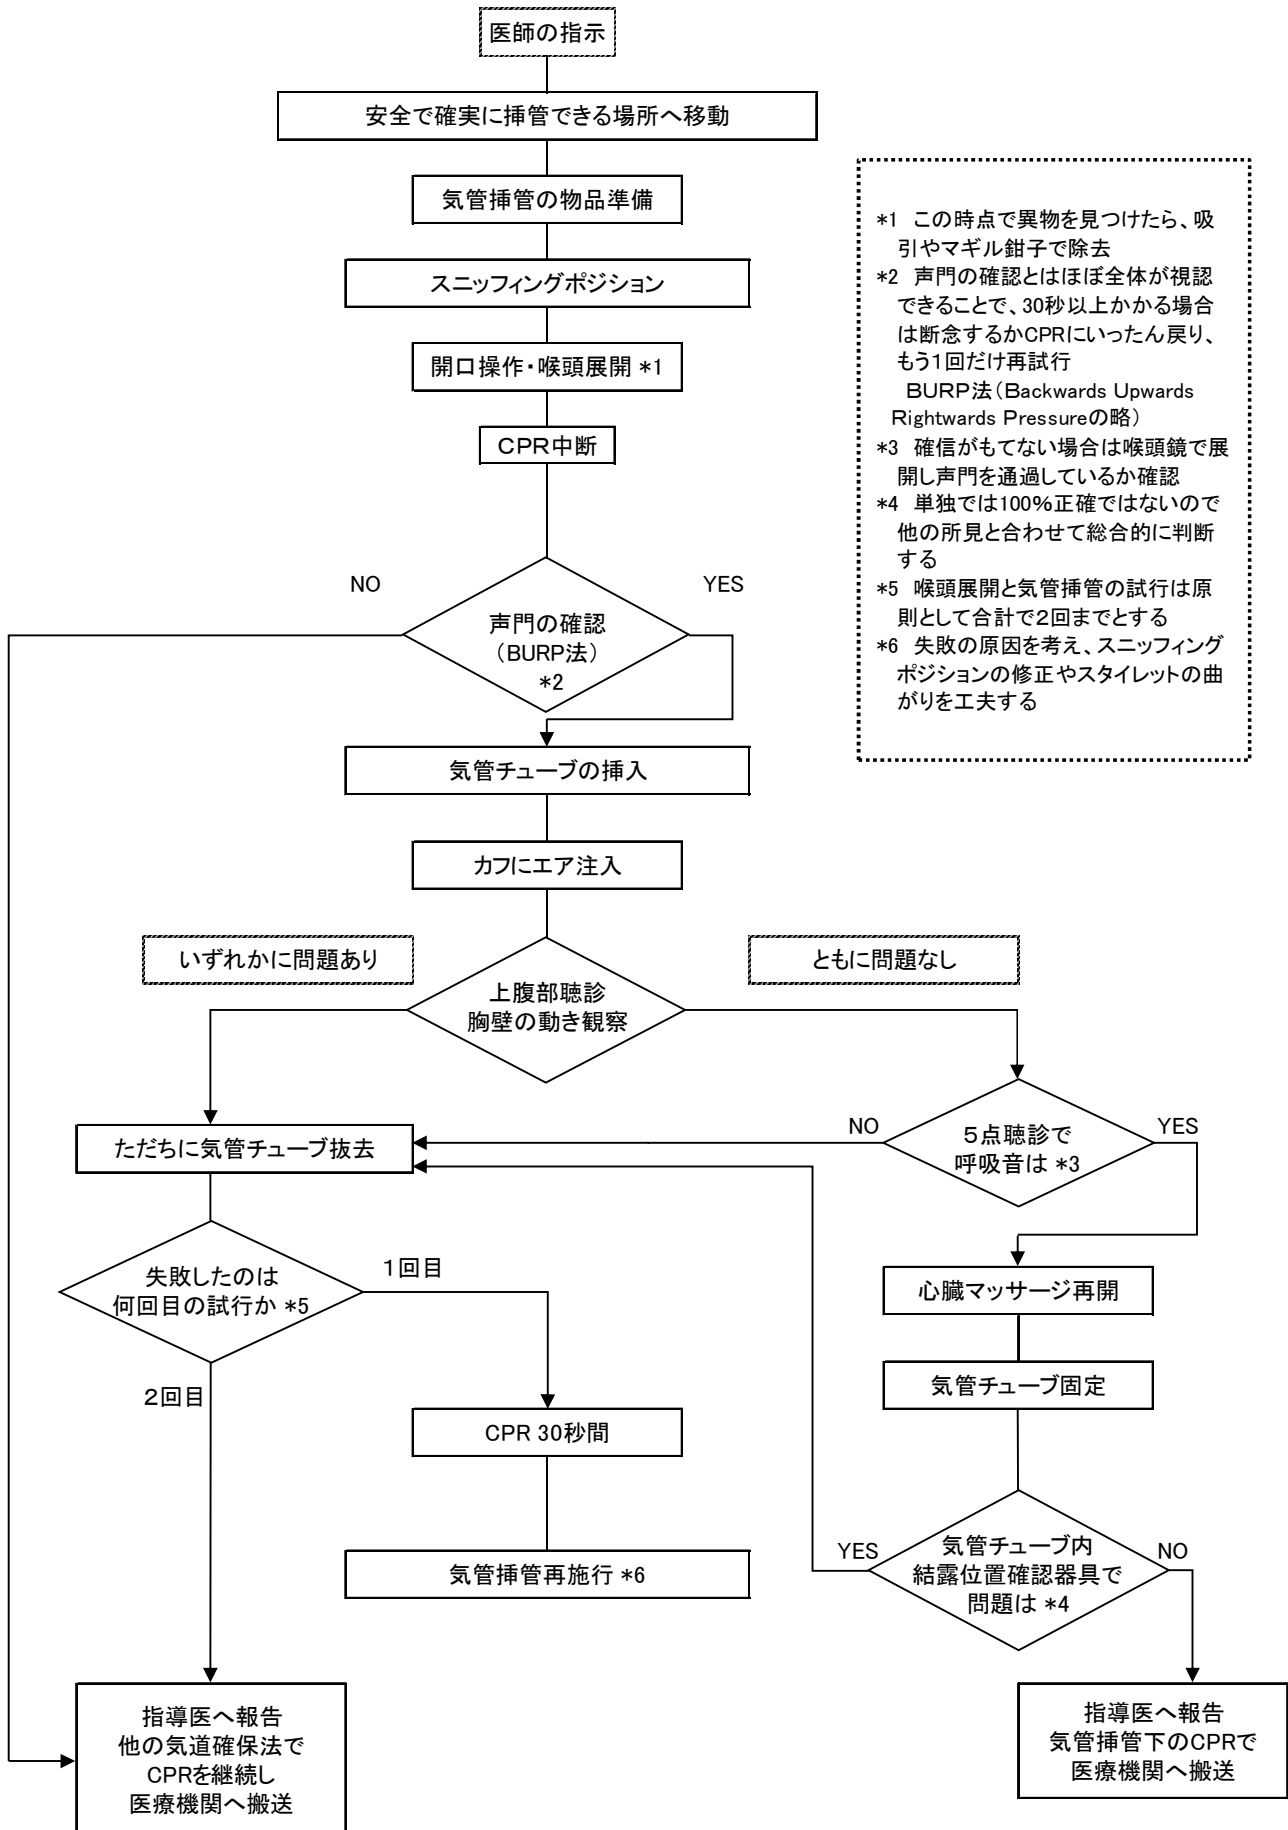 医師の指示
安全で確実に挿管できる場所へ移動
気管挿管の物品準備
スニッフィングポジション
開口操作・喉頭展開 *1
CPR中断
NO
YES
声門の確認
（BURP法）
*2
気管チューブの挿入
カフにエア注入
いずれかに問題あり
ともに問題なし
上腹部聴診
胸壁の動き観察
ただちに気管チューブ抜去
NO
YES
５点聴診で
呼吸音は *3
失敗したのは
何回目の試行か *5
１回目
２回目
心臓マッサージ再開
気管チューブ固定
CPR 30秒間
気管挿管再施行 *6
YES
NO
気管チューブ内
結露位置確認器具で
問題は *4
指導医へ報告
他の気道確保法で
CPRを継続し
医療機関へ搬送
指導医へ報告
気管挿管下のCPRで
医療機関へ搬送
*1 この時点で異物を見つけたら、吸
引やマギル鉗子で除去
*2 声門の確認とはほぼ全体が視認
できることで、30秒以上かかる場合
は断念するかCPRにいったん戻り、
もう１回だけ再試行
BURP法（Backwards Upwards
Rightwards Pressureの略）
*3 確信がもてない場合は喉頭鏡で展
開し声門を通過しているか確認
*4 単独では100%正確ではないので
他の所見と合わせて総合的に判断
する
*5 喉頭展開と気管挿管の試行は原
則として合計で２回までとする
*6 失敗の原因を考え、スニッフィング
ポジションの修正やスタイレットの曲
がりを工夫する